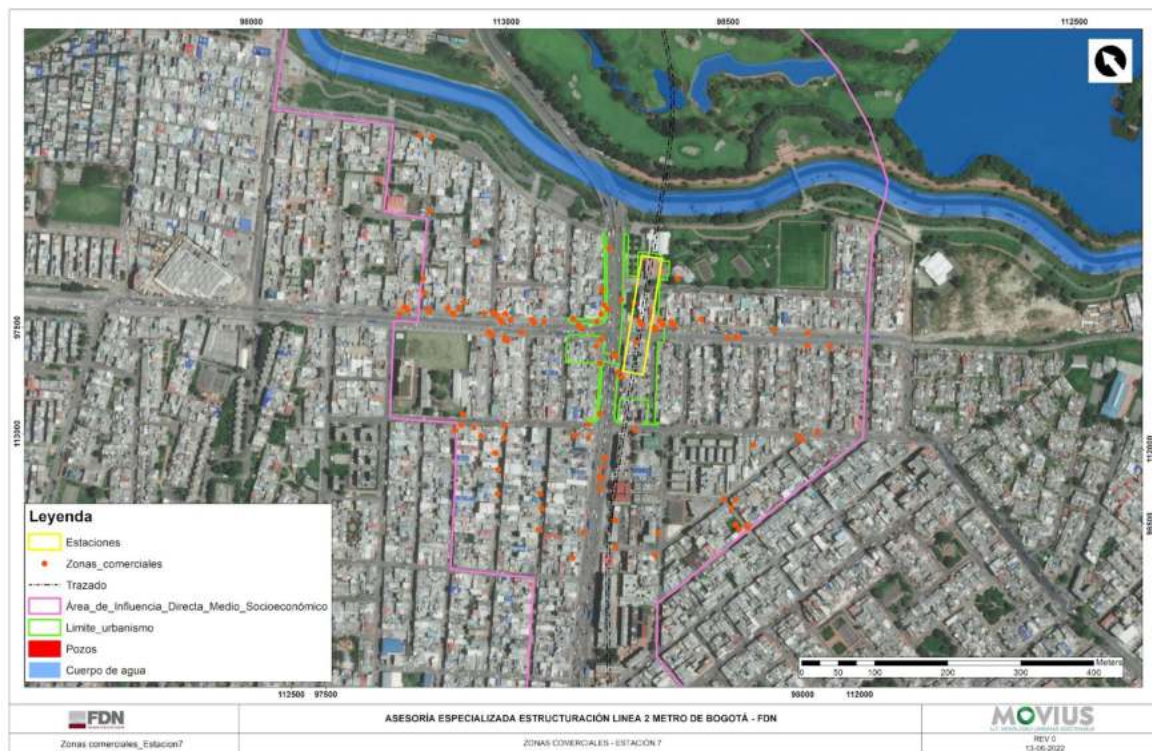 98000 113000 98500 112500
97500
113000
112000
98500
Leyenda
Estaciones
Zonas_comerciales
Trazado
Área_de_Influencia_Directa_Medio_Socioeconómico
Limite_urbanismo
Pozos
Cuerpo de agua
Meters
0 25 50 100 200 300 400
112500 97500 98000 112000
FDN
ASESORÍA ESPECIALIZADA ESTRUCTURACIÓN LINEA 2 METRO DE BOGOTÁ - FDN
MOVIUS
Zonas comerciales_Estacion7
ZONAS COMERCIALES - ESTACIÓN 7
REV 0
13-06-2022